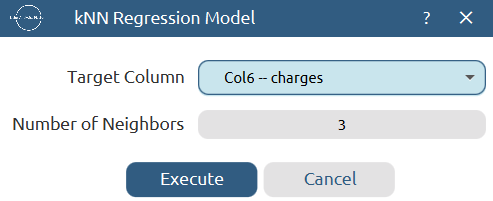 kNN Regression Model ? ×
Target Column Col6 -- charges
Number of Neighbors 3
Execute Cancel